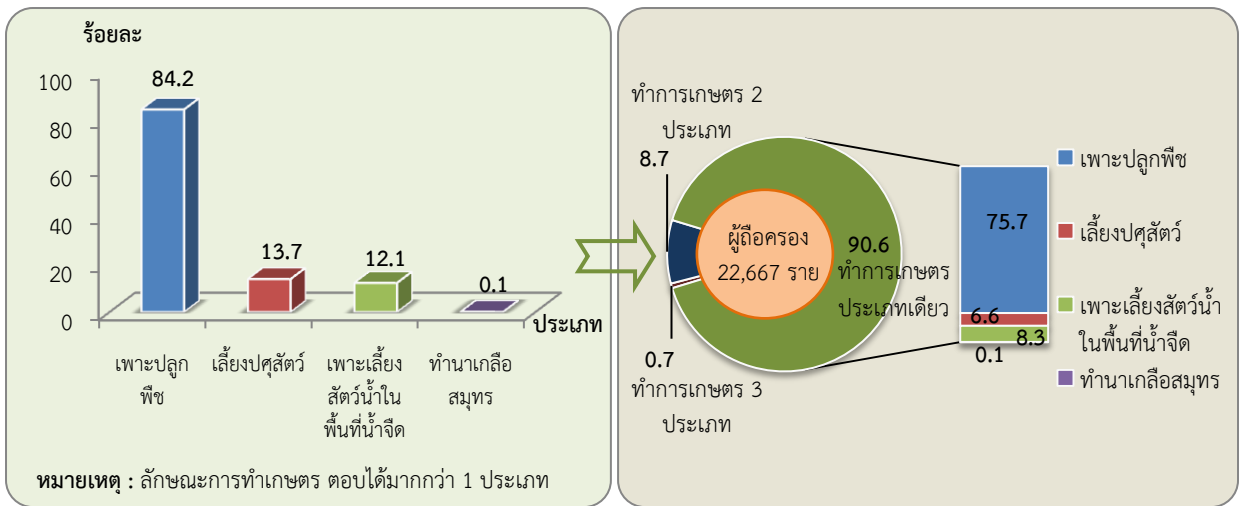 ร้อยละ
100
80
60
40
20
0
84.2
13.7
12.1
0.1
ประเภท
เพาะปลูก
พืช
เลี้ยงปศุสัตว์
เพาะเลี้ยง
สัตว์น้ำใน
พื้นที่น้ำจืด
ทำนาเกลือ
สมุทร
หมายเหตุ : ลักษณะการทำเกษตร ตอบได้มากกว่า 1 ประเภท
ทำการเกษตร 2
ประเภท
8.7
ผู้ถือครอง
22,667 ราย
90.6
ทำการเกษตร
ประเภทเดียว
0.7
ทำการเกษตร 3
ประเภท
75.7
6.6
8.3
0.1
เพาะปลูกพืช
เลี้ยงปศุสัตว์
เพาะเลี้ยงสัตว์น้ำ
ในพื้นที่น้ำจืด
ทำนาเกลือสมุทร